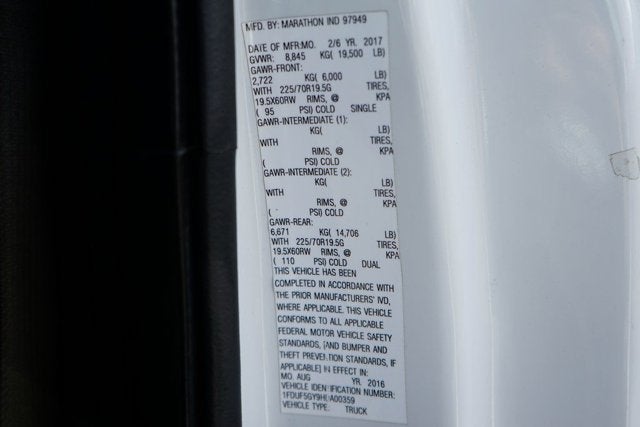 MFD. BY: MARATHON IND 97949
DATE OF MFR:MO. 2/6 YR. 2017
GVWR: 8,845 KG( 19,500 LB)
GAWR-FRONT:
2,722 KG( 6,000 LB)
WITH 225/70R19.5G TIRES,
19.5X60RW RIMS, @ KPA
( 95 PSI) COLD SINGLE
GAWR-INTERMEDIATE (1):
KG( LB)
WITH TIRES,
RIMS, @ KPA
( PSI) COLD
GAWR-INTERMEDIATE (2):
KG( LB)
WITH TIRES,
RIMS, @ KPA
( PSI) COLD
GAWR-REAR:
6,671 KG( 14,706 LB)
WITH 225/70R19.5G TIRES,
19.5X60RW RIMS, @ KPA
( 110 PSI) COLD DUAL
THIS VEHICLE HAS BEEN
COMPLETED IN ACCORDANCE WITH
THE PRIOR MANUFACTURERS' IVD,
WHERE APPLICABLE. THIS VEHICLE
CONFORMS TO ALL APPLICABLE
FEDERAL MOTOR VEHICLE SAFETY
STANDARDS, [AND BUMPER AND
THEFT PREVENTION STANDARDS, IF
APPLICABLE] IN EFFECT IN:
MO. AUG YR. 2016
VEHICLE IDENTIFICATION NUMBER:
VEHICLE TYPE: TRUCK